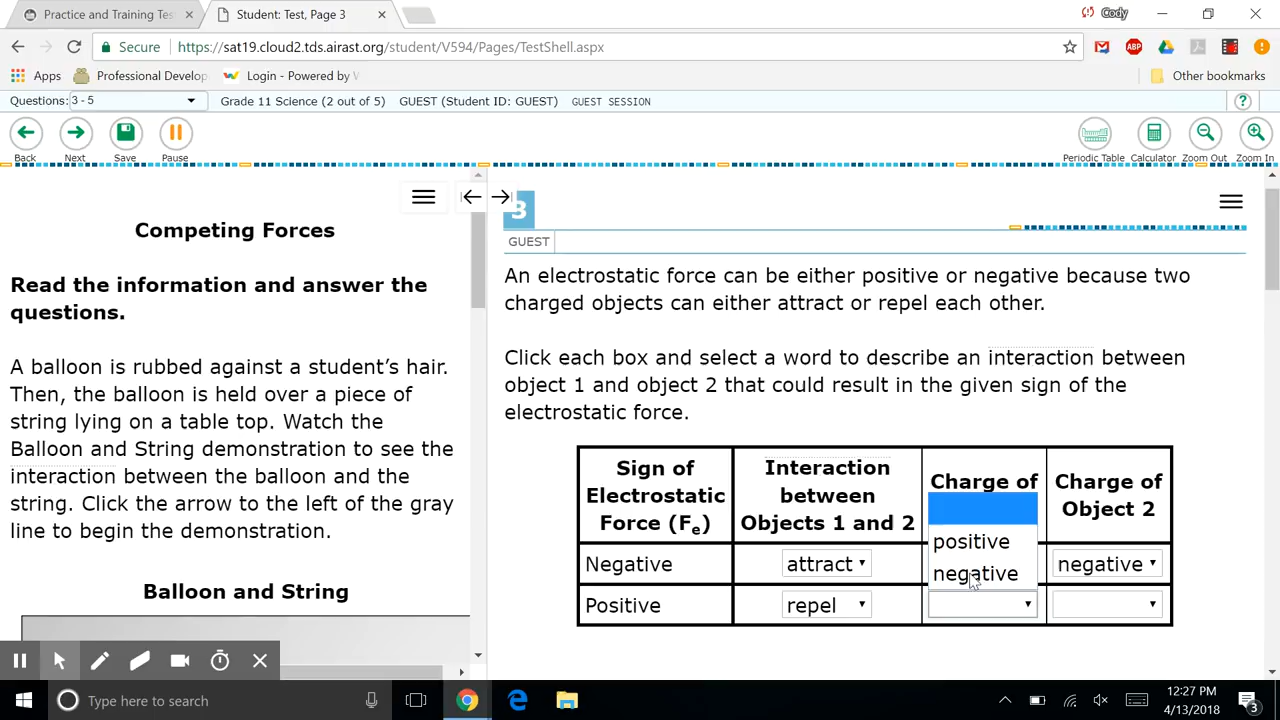 Practice and Training Tes
Student: Test, Page 3
Cody
Secure
https://sat19.cloud2.tds.airast.org/student/V594/Pages/TestShell.aspx
ABP
Apps
Professional Develop
Login - Powered by
Other bookmarks
Questions: 3 - 5
Grade 11 Science (2 out of 5)
GUEST (Student ID: GUEST)
GUEST SESSION
Back
Next
Save
Pause
Periodic Table
Calculator
Zoom Out
Zoom In
Competing Forces
Read the information and answer the
questions.
A balloon is rubbed against a student's hair.
Then, the balloon is held over a piece of
string lying on a table top. Watch the
Balloon and String demonstration to see the
interaction between the balloon and the
string. Click the arrow to the left of the gray
line to begin the demonstration.
Balloon and String
3
GUEST
An electrostatic force can be either positive or negative because two
charged objects can either attract or repel each other.
Click each box and select a word to describe an interaction between
object 1 and object 2 that could result in the given sign of the
electrostatic force.
Sign of
Electrostatic
Force (Fe)
Interaction
between
Objects 1 and 2
Charge of
Charge of
Object 2
positive
negative
Negative
attract
negative
Positive
repel
Type here to search
12:27 PM
4/13/2018
3